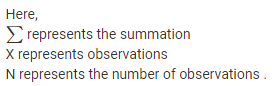 Here,
∑ represents the summation
X represents observations
N represents the number of observations .